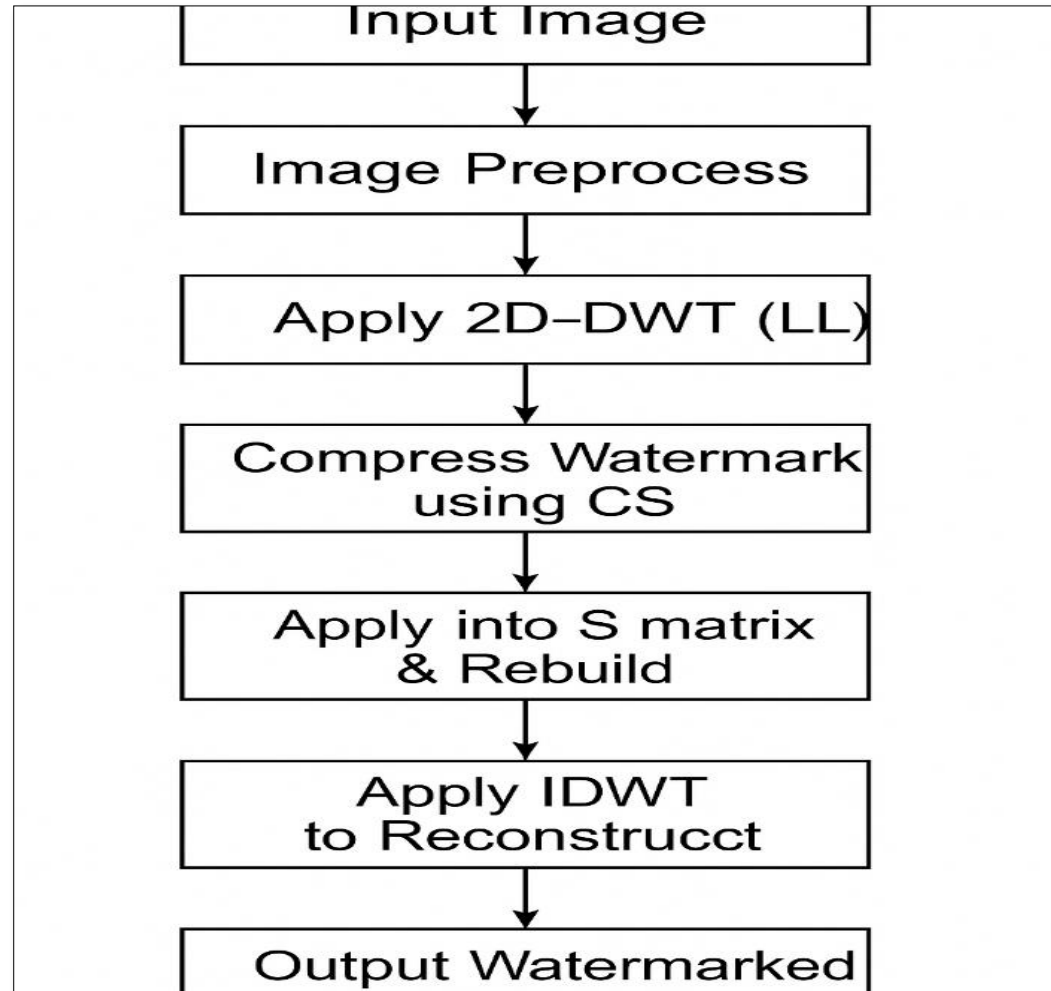 Input Image
Image Preprocess
Apply 2D–DWT (LL)
Compress Watermark
using CS
Apply into S matrix
& Rebuild
Apply IDWT
to Reconstrucct
Output Watermarked